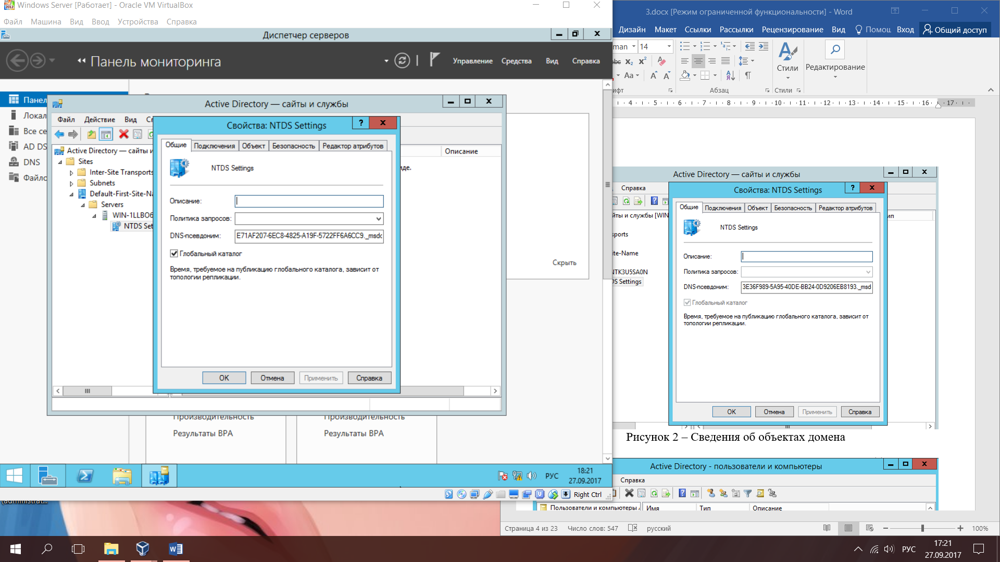 Windows Server [Работает] - Oracle VM VirtualBox
Файл Машина Вид Ввод Устройства Справка
Диспетчер серверов
Панель мониторинга
Управление Средства Вид Справка
Панел
Локал
Все се
AD DS
DNS
Файлс
Active Directory — сайты и службы
Файл Действие Вид
Active Directory — сайты и
Sites
Inter-Site Transports
Subnets
Default-First-Site-Na
Servers
WIN-1LLBO6
NTDS Set
Описание
иде.
Свойства: NTDS Settings
?
Общие Подключения Объект Безопасность Редактор атрибутов
NTDS Settings
Описание:
Политика запросов:
DNS-псевдоним: E71AF207-6EC8-4825-A19F-5722FF6A6CC9._msdc
Глобальный каталог
Время, требуемое на публикацию глобального каталога, зависит от
топологии репликации.
ОК Отмена Применить Справка
Скрыть
Производительность Производительность
Результаты BPA Результаты BPA
РУС
18:21
27.09.2017
Right Ctrl
(administrat...
3.docx [Режим ограниченной функциональности] - Word
Дизайн Макет Ссылки Рассылки Рецензирование Вид Помощ Вход Общий доступ
man 14
abc x₂ x² Aa
Стили Редактирование
ифт Абзац Стили
4 5 6 7 8 9 10 11 12 13 14 15 16 17
Active Directory — сайты и службы
Справка
йты и службы [WIN
sports
ite-Name
NTK3U5SA0N
DS Settings
ип
Свойства: NTDS Settings
?
Общие Подключения Объект Безопасность Редактор атрибутов
NTDS Settings
Описание:
Политика запросов:
DNS-псевдоним: 3E36F989-5A95-40DE-BB24-0D9206EB8193._msd
Глобальный каталог
Время, требуемое на публикацию глобального каталога, зависит от
топологии репликации.
ОК Отмена Применить Справка
Рисунок 2 – Сведения об объектах домена
Active Directory - пользователи и компьютеры
Справка
Пользователи и компьютеры Имя Тип Описание
Страница 4 из 23 Число слов: 547 русский 100%
РУС
17:21
27.09.2017